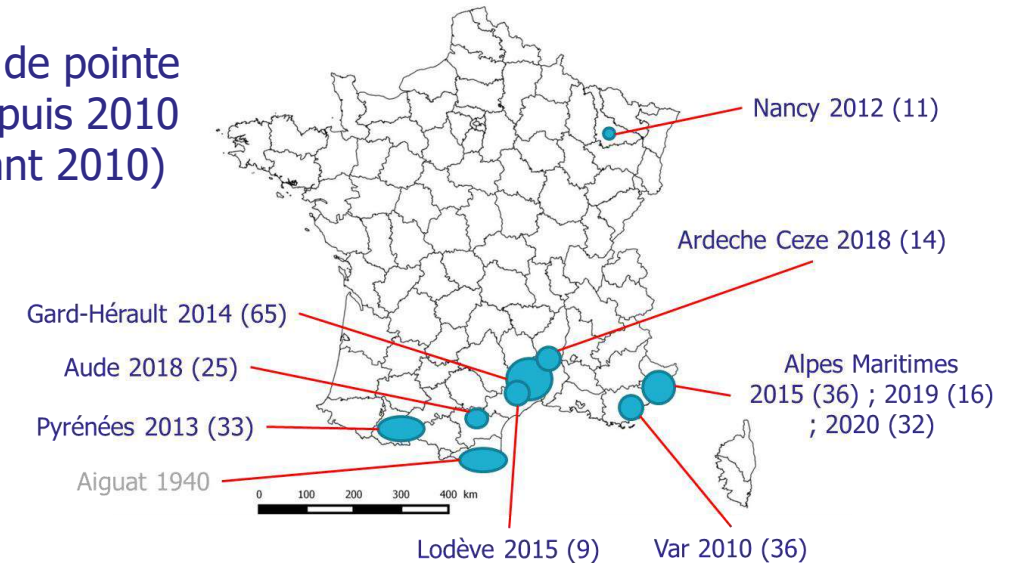 de pointe
puis 2010
ant 2010)
Nancy 2012 (11)
Ardeche Ceze 2018 (14)
Gard-Hérault 2014 (65)
Aude 2018 (25)
Alpes Maritimes
2015 (36) ; 2019 (16)
; 2020 (32)
Pyrénées 2013 (33)
Aiguat 1940
0 100 200 300 400 km
Lodève 2015 (9)
Var 2010 (36)